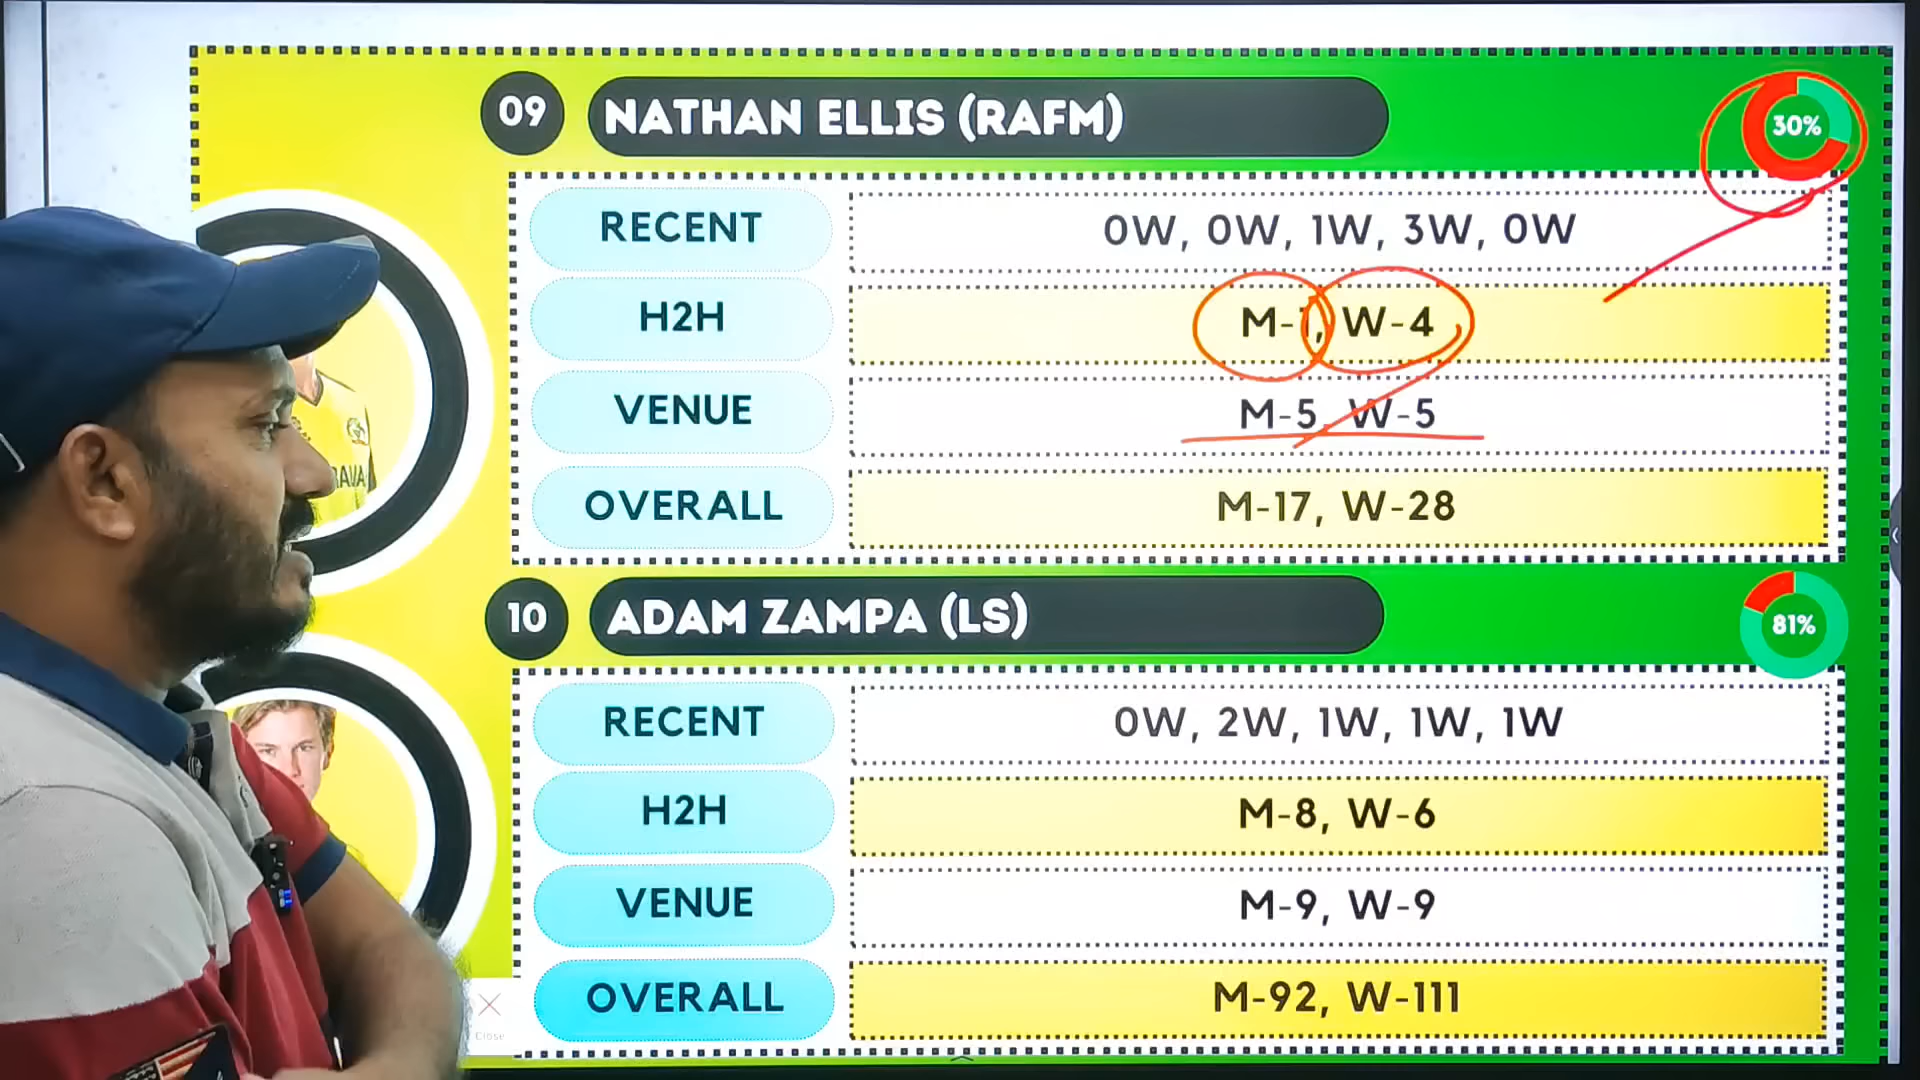 09 NATHAN ELLIS (RAFM) 30%
RECENT 0W, 0W, 1W, 3W, 0W
H2H M-1, W-4
VENUE M-5, W-5
OVERALL M-17, W-28
10 ADAM ZAMPA (LS) 81%
RECENT 0W, 2W, 1W, 1W, 1W
H2H M-8, W-6
VENUE M-9, W-9
OVERALL M-92, W-111
Close